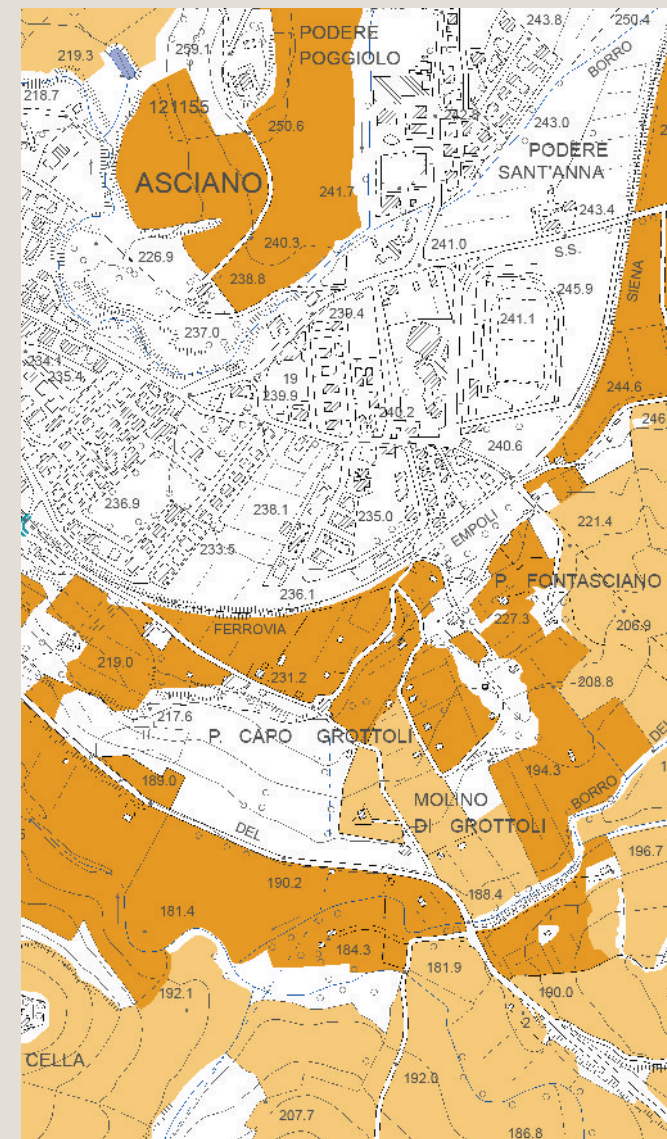 243.8
250.4
PODERE
POGGIOLO
259.1
219.3
BORRO
218.7
121155
243.0
250.6
PODERE
SANT'ANNA
ASCIANO
241.7
243.4
240.3
241.0
S.S.
226.9
238.8
245.9
SIENA
237.0
239.4
241.1
234.1
235.4
19
239.9
240.2
244.6
246
240.6
236.9
238.1
235.0
EMPOLI
221.4
233.5
236.1
P. FONTASCIANO
FERROVIA
227.3
206.9
219.0
231.2
208.8
217.6
P. CAPO GROTTOLI
DEL
189.0
194.3
BORRO
MOLINO
DI GROTTOLI
DEL
196.7
190.2
188.4
181.4
184.3
181.9
192.1
190.0
2
CELLA
192.0
207.7
186.8